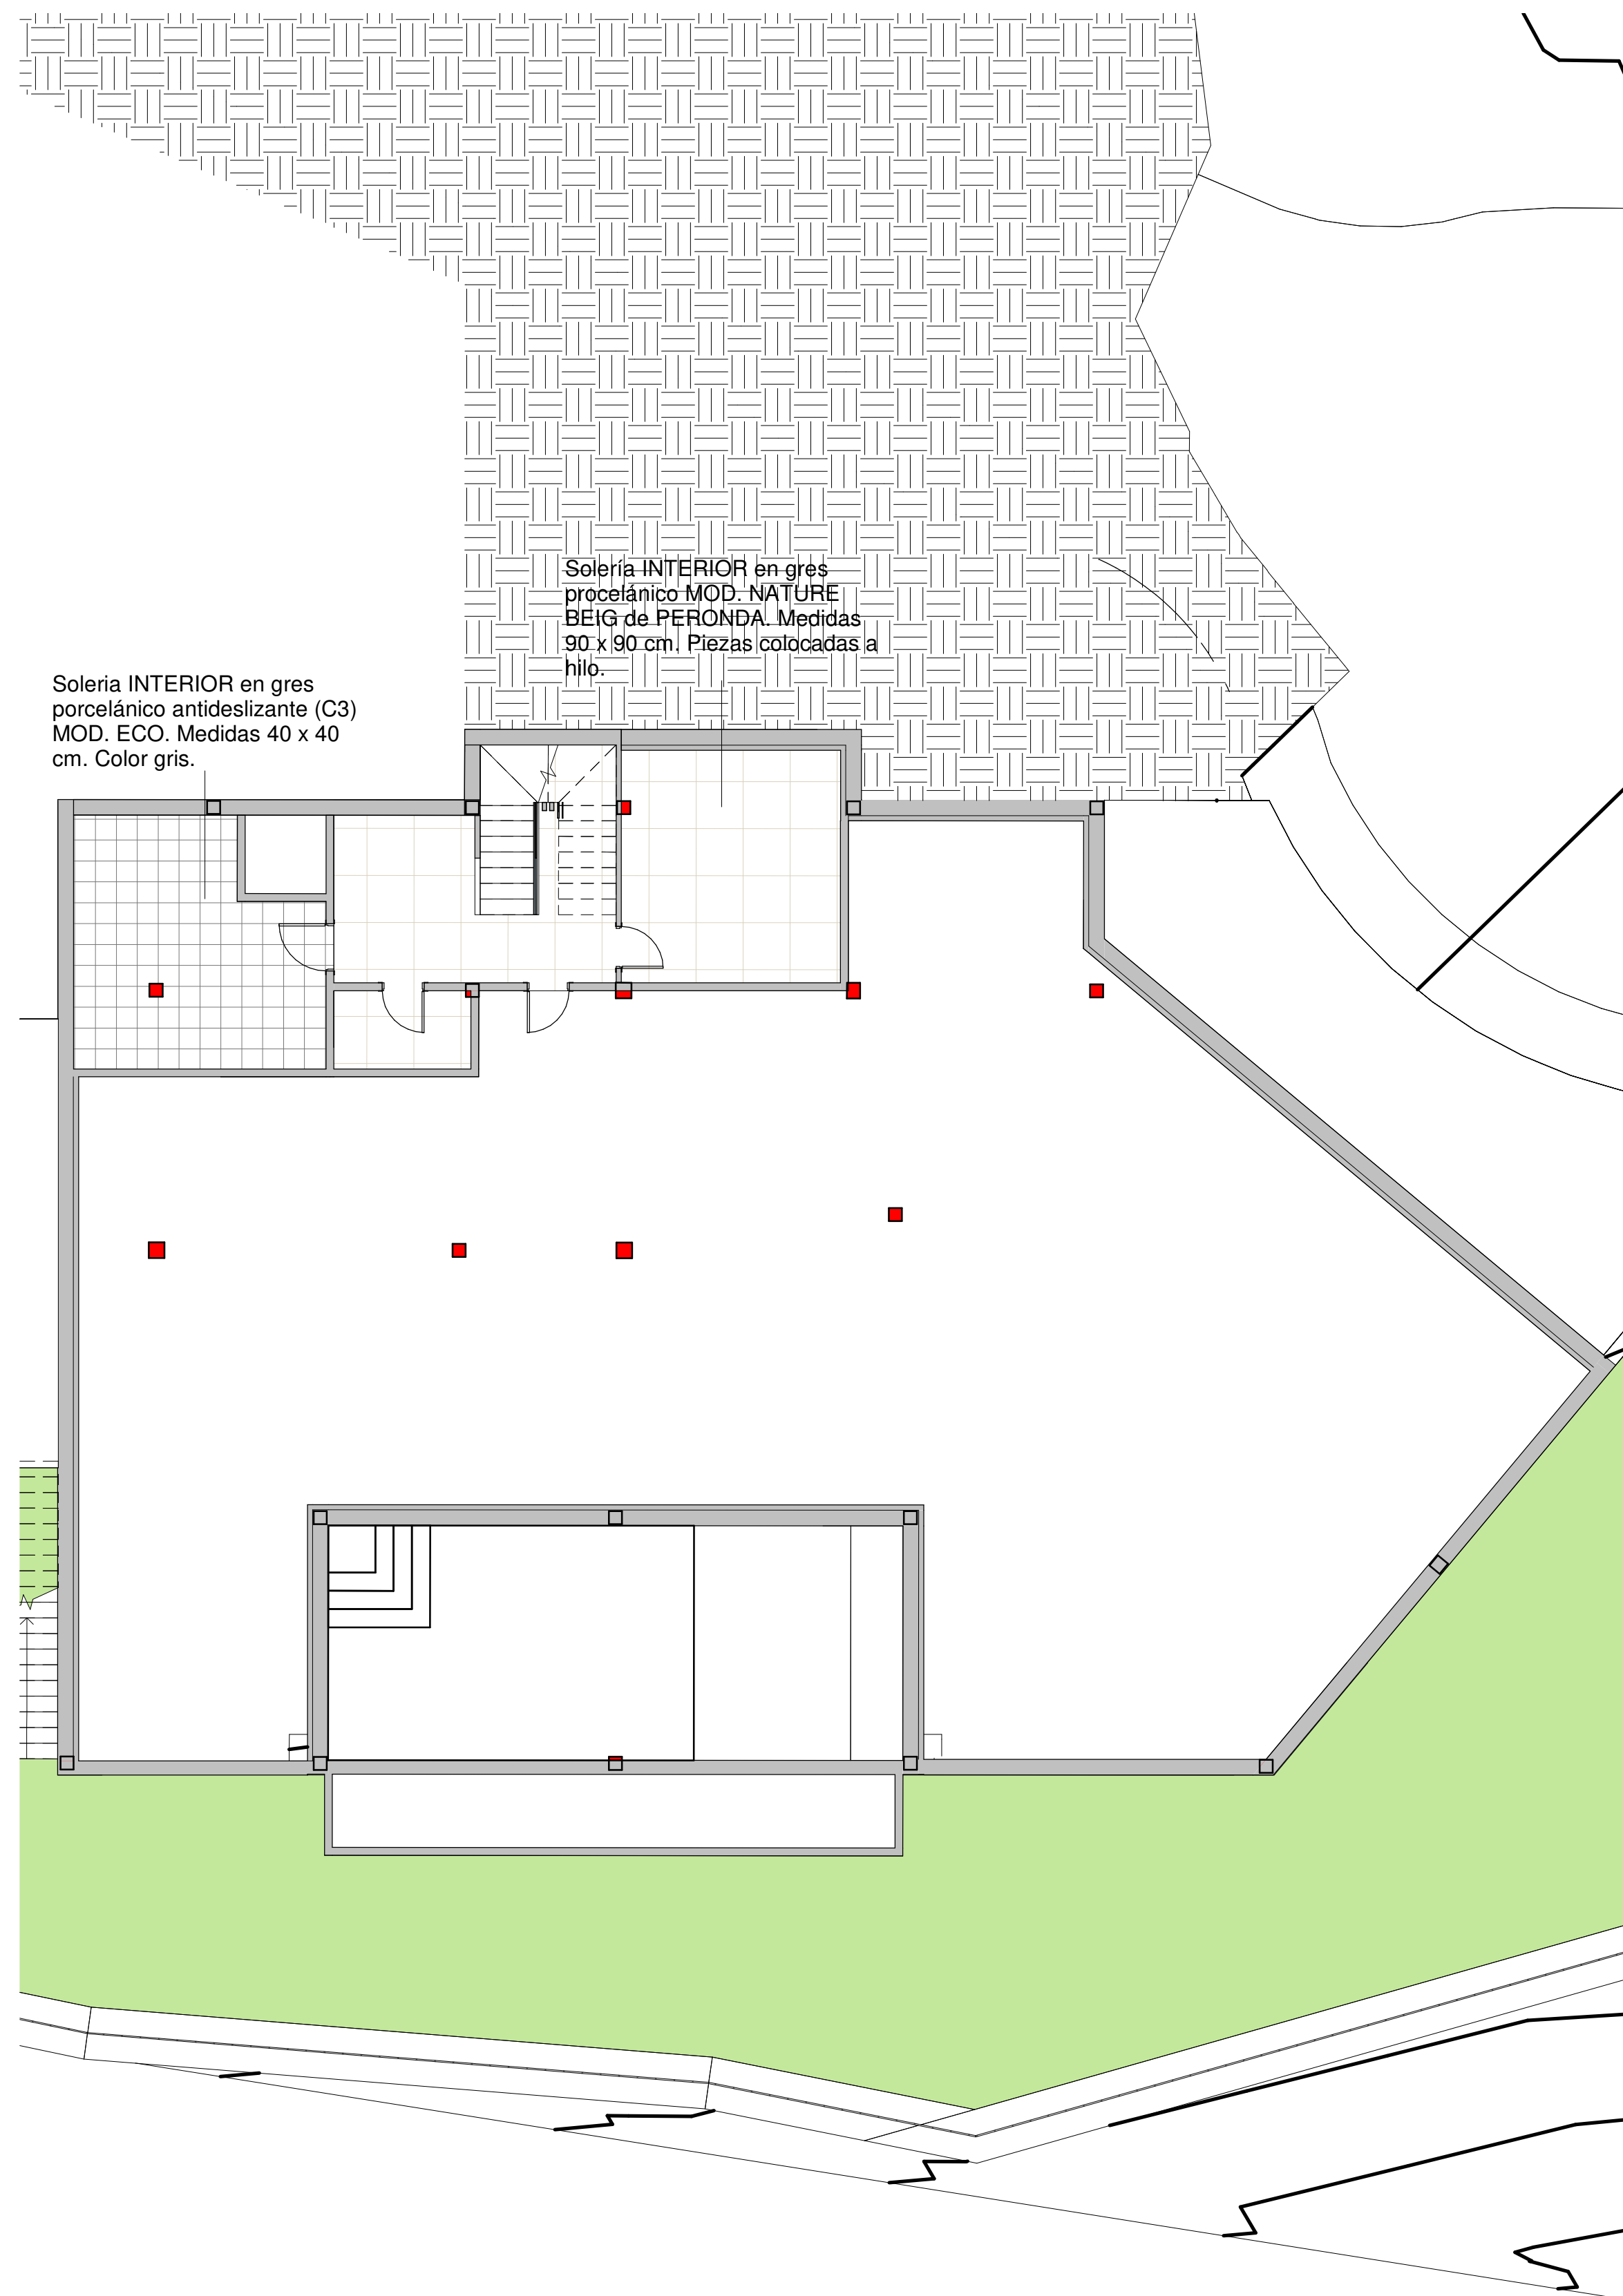 Solería INTERIOR en gres
procelánico MOD. NATURE
BEIG de PERONDA. Medidas
90 x 90 cm. Piezas colocadas a
hilo.
Soleria INTERIOR en gres
porcelánico antideslizante (C3)
MOD. ECO. Medidas 40 x 40
cm. Color gris.